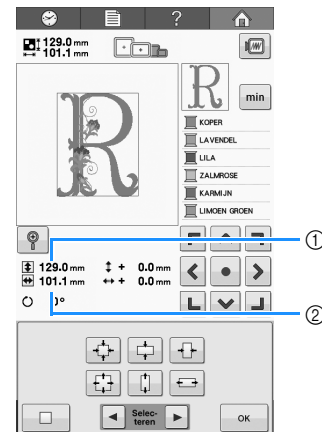 ?
129.0 mm
101.1 mm
R
R
min
KOPER
LAVENDEL
LILA
ZALMROSE
KARMIJN
LIMOEN GROEN
①
129.0 mm + 0.0 mm
101.1 mm + 0.0 mm
②
0°
Selec-
teren
OK